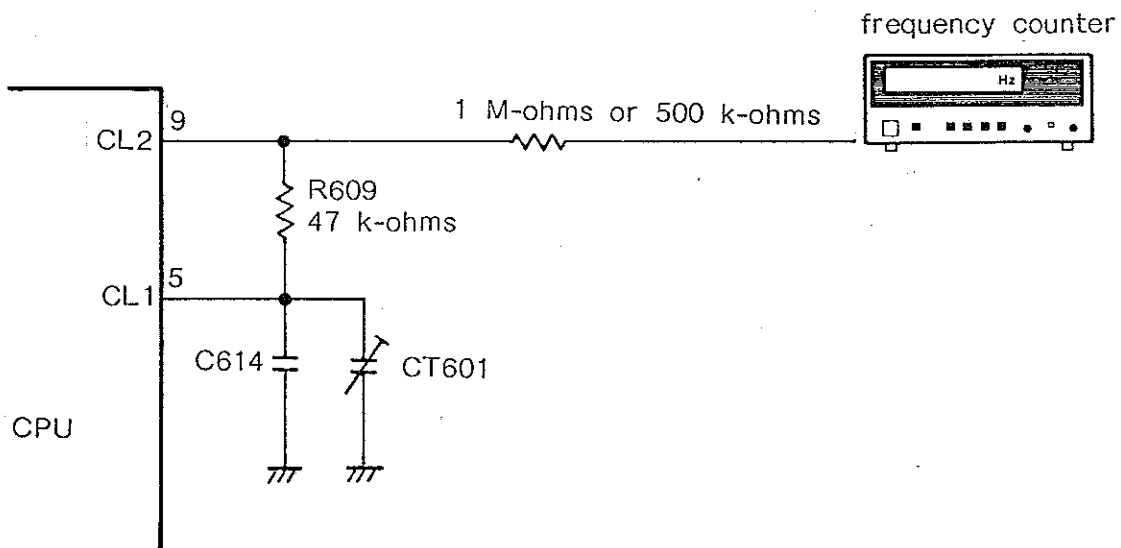 frequency counter
Hz
1 M-ohms or 500 k-ohms
9
CL2
R609
47 k-ohms
5
CL1
C614
CT601
CPU